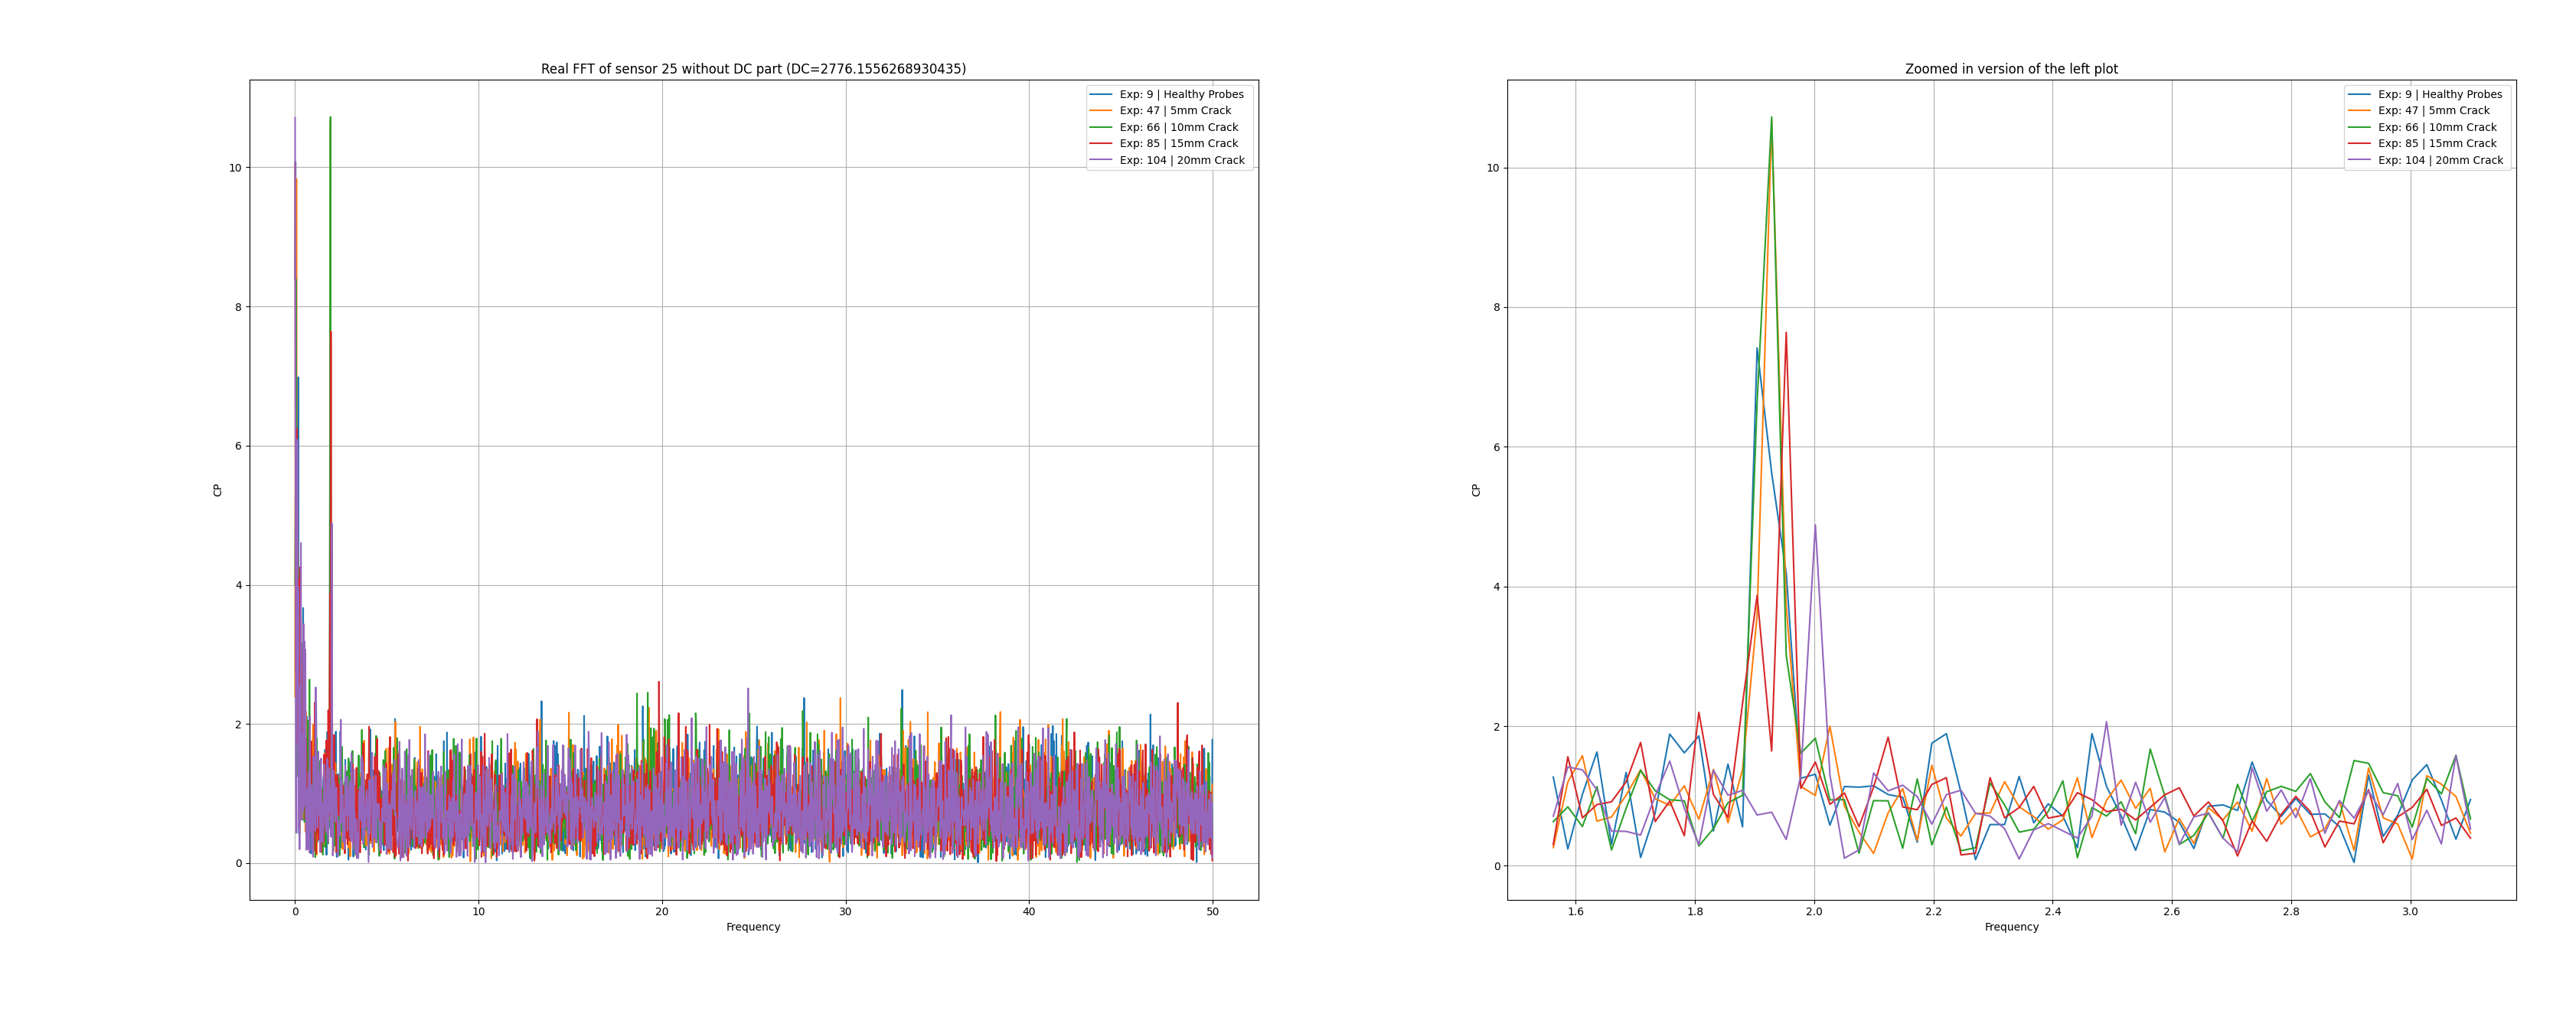 Real FFT of sensor 25 without DC part (DC=2776.1556268930435)
Exp: 9 | Healthy Probes
Exp: 47 | 5mm Crack
Exp: 66 | 10mm Crack
Exp: 85 | 15mm Crack
Exp: 104 | 20mm Crack
10
8
6
4
2
0
CP
0 10 20 30 40 50
Frequency
Zoomed in version of the left plot
Exp: 9 | Healthy Probes
Exp: 47 | 5mm Crack
Exp: 66 | 10mm Crack
Exp: 85 | 15mm Crack
Exp: 104 | 20mm Crack
10
8
6
4
2
0
CP
1.6 1.8 2.0 2.2 2.4 2.6 2.8 3.0
Frequency